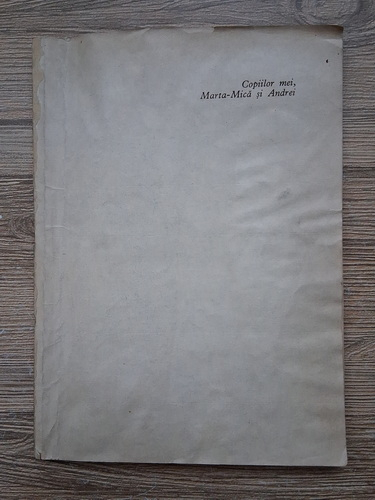 Copiilor mei,
Marta-Mică și Andrei